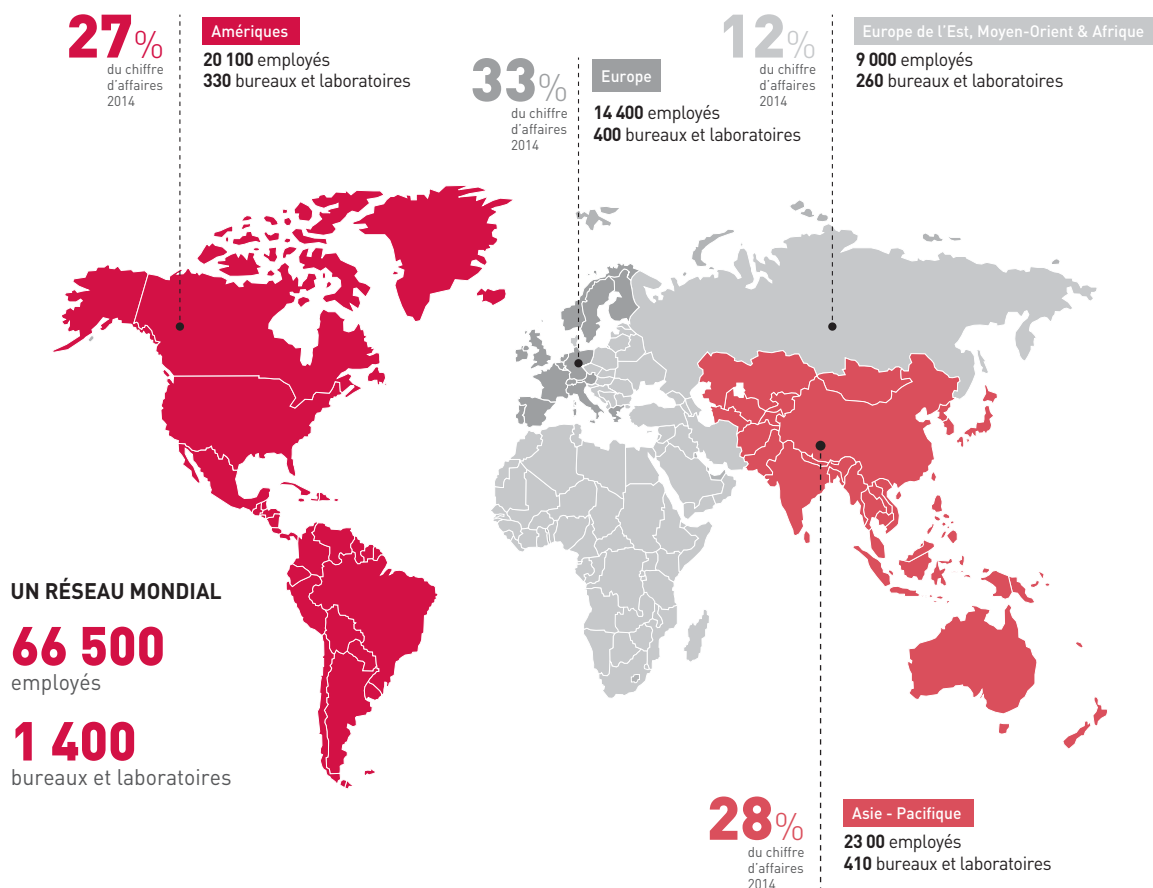 27%
du chiffre
d'affaires
2014
Amériques
20 100 employés
330 bureaux et laboratoires
33%
du chiffre
d'affaires
2014
Europe
14 400 employés
400 bureaux et laboratoires
12%
du chiffre
d'affaires
2014
Europe de l'Est, Moyen-Orient & Afrique
9 000 employés
260 bureaux et laboratoires
UN RÉSEAU MONDIAL
66 500
employés
1 400
bureaux et laboratoires
28%
du chiffre
d'affaires
2014
Asie - Pacifique
23 00 employés
410 bureaux et laboratoires